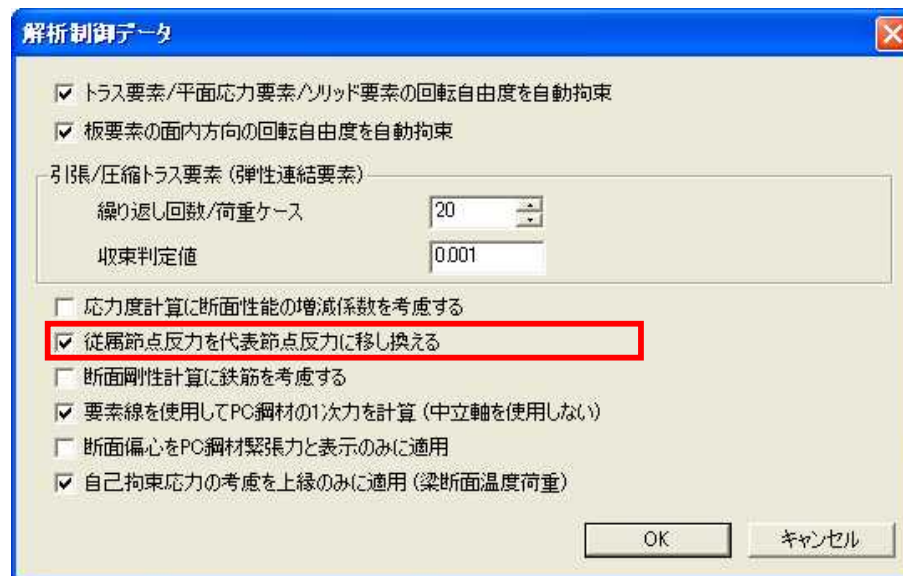 解析制御データ
トラス要素/平面応力要素/ソリッド要素の回転自由度を自動拘束
板要素の面内方向の回転自由度を自動拘束
引張/圧縮トラス要素(弾性連結要素)
繰り返し回数/荷重ケース 20
収束判定値 0.001
応力度計算に断面性能の増減係数を考慮する
従属節点反力を代表節点反力に移し換える
断面剛性計算に鉄筋を考慮する
要素線を使用してPC鋼材の1次力を計算(中立軸を使用しない)
断面偏心をPC鋼材緊張力と表示のみに適用
自己拘束応力の考慮を上縁のみに適用(梁断面温度荷重)
OK キャンセル